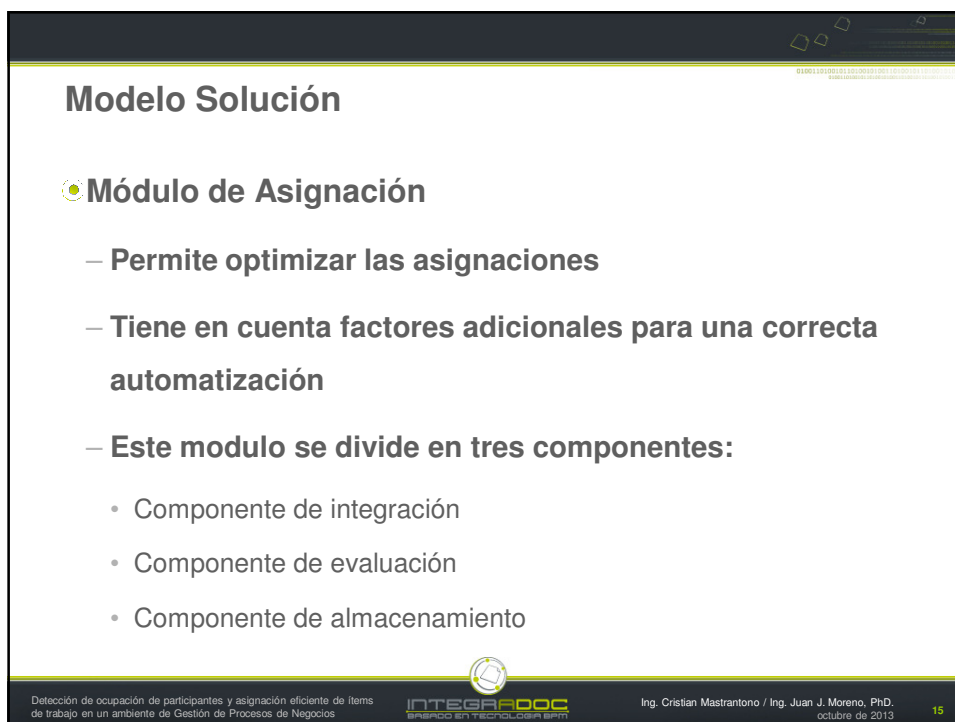 Modelo Solución
Módulo de Asignación
– Permite optimizar las asignaciones
– Tiene en cuenta factores adicionales para una correcta
automatización
– Este modulo se divide en tres componentes:
• Componente de integración
• Componente de evaluación
• Componente de almacenamiento
Detección de ocupación de participantes y asignación eficiente de ítems
de trabajo en un ambiente de Gestión de Procesos de Negocios
INTEGRADOC
BASADO EN TECNOLOGIA BPM
Ing. Cristian Mastrantono / Ing. Juan J. Moreno, PhD.
octubre de 2013
15